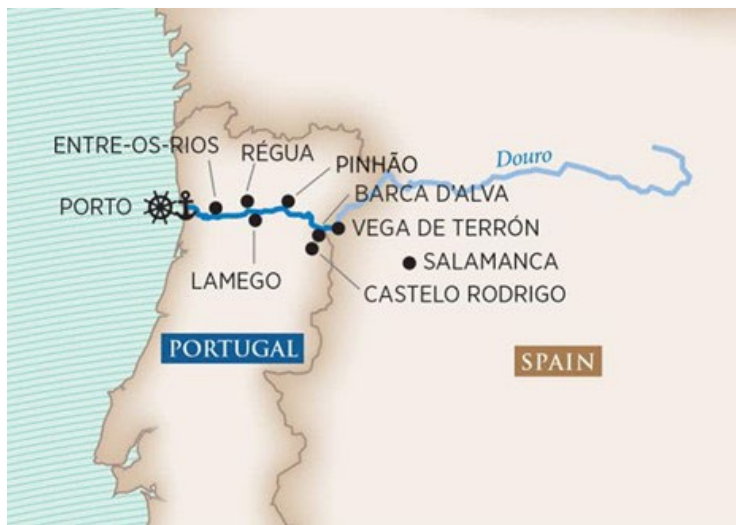 ENTRE-OS-RIOS
RÉGUA
PINHÃO
Douro
PORTO
BARCA D'ALVA
VEGA DE TERRÓN
LAMEGO
SALAMANCA
CASTELO RODRIGO
PORTUGAL
SPAIN